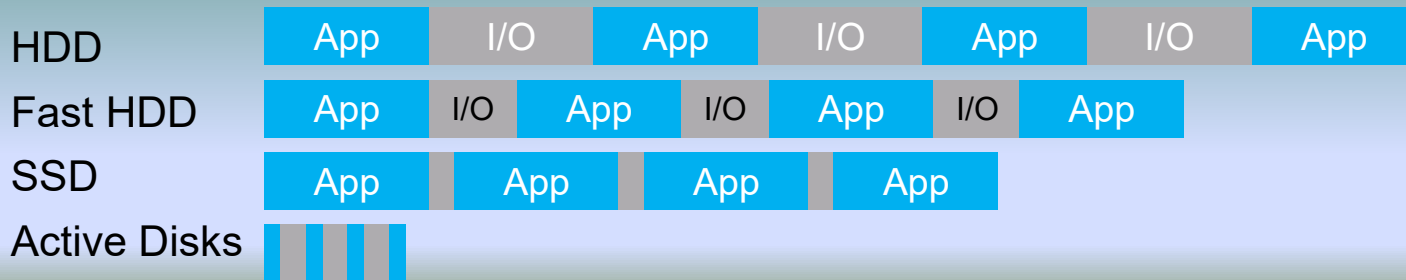 HDD App I/O App I/O App I/O App
Fast HDD App I/O App I/O App I/O App
SSD App App App App
Active Disks